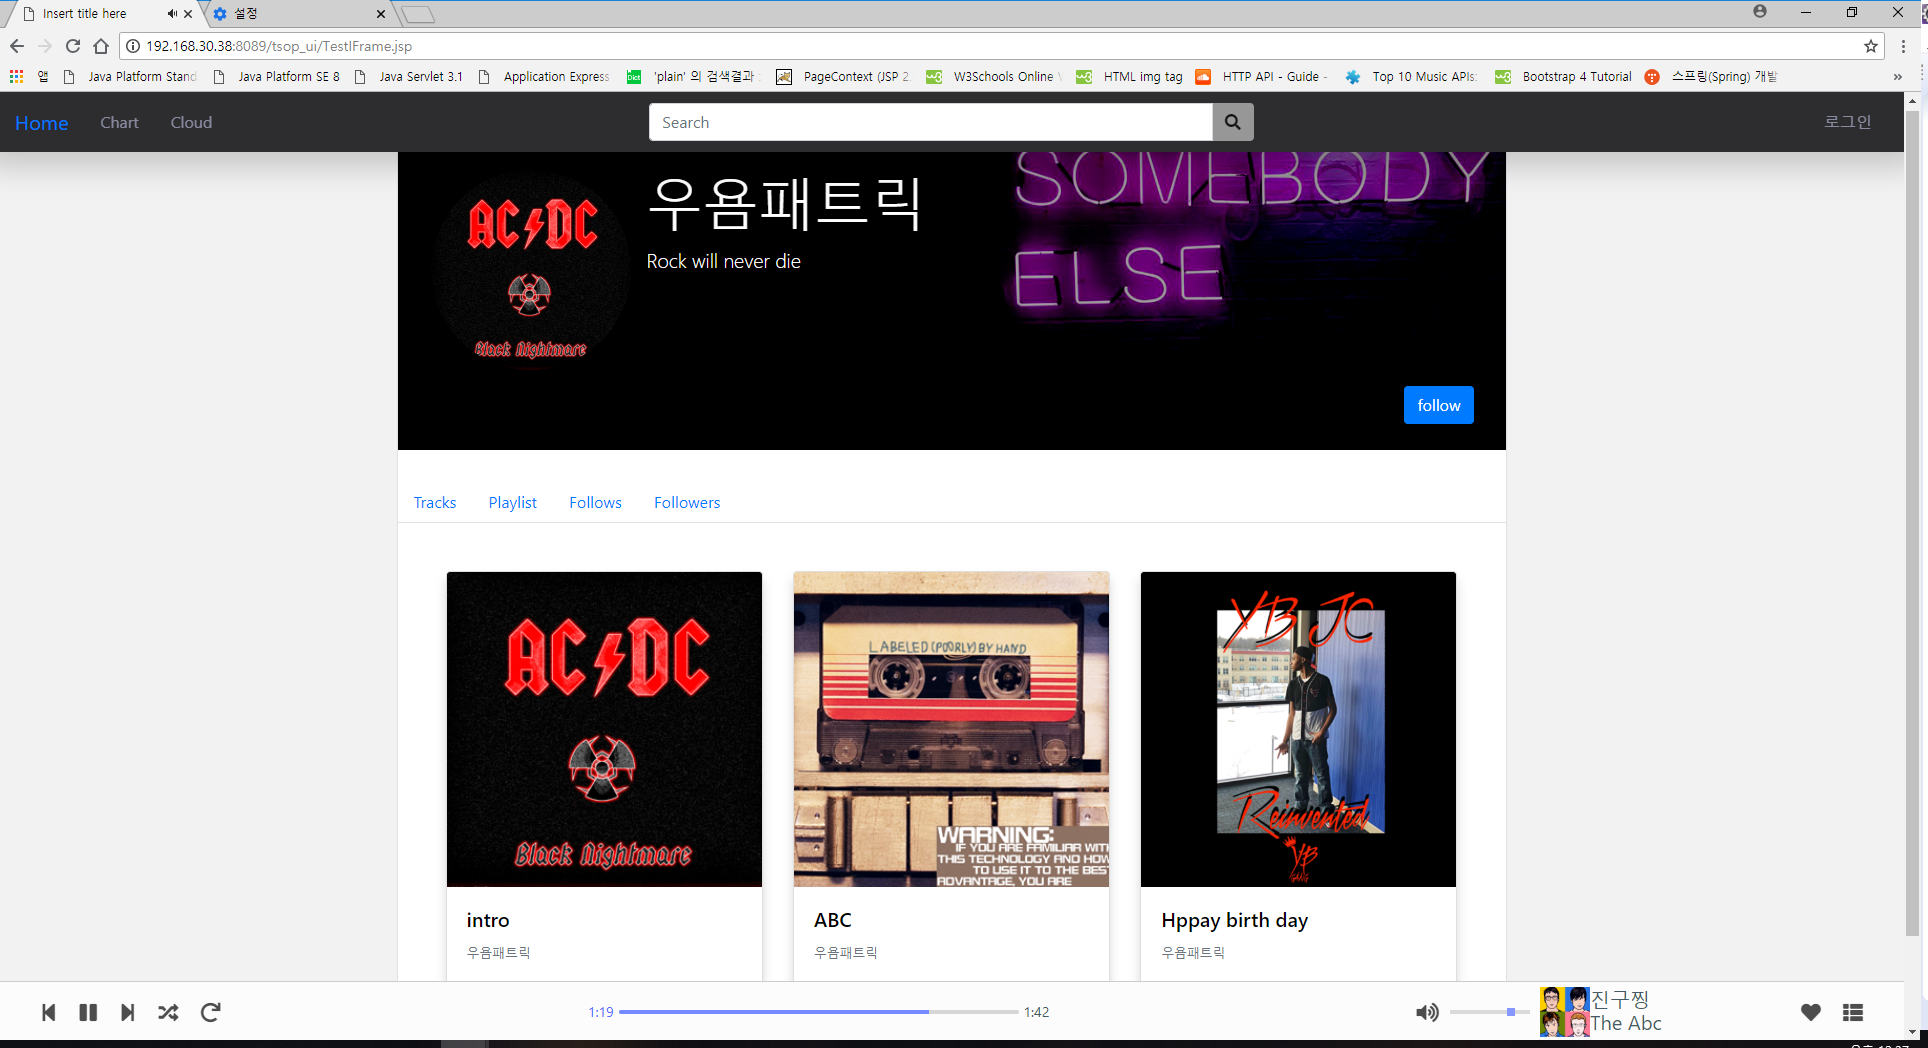 Insert title here
설정
192.168.30.38:8089/tsop_ui/TestIFrame.jsp
앱 Java Platform Stand Java Platform SE 8 Java Servlet 3.1 Application Express 'plain' 의 검색결과 : PageContext (JSP 2. W3Schools Online \ HTML img tag HTTP API - Guide - Top 10 Music APIs: Bootstrap 4 Tutorial 스프링(Spring) 개발 »
Home Chart Cloud Search 로그인
SOMEBODY
ELSE
AC DC
Black Nightmare
우욤패트릭
Rock will never die
follow
Tracks Playlist Follows Followers
AC DC
Black Nightmare
LABELED (POORLY) BY HAND
WARNING:
IF YOU ARE FAMILIAR WITH
THIS TECHNOLOGY AND HOW
TO USE IT TO THE BEST
ADVANTAGE, YOU ARE
YB JC
Reinvented
YB
intro
우욤패트릭
ABC
우욤패트릭
Hppay birth day
우욤패트릭
1:19 1:42
진구찡
The Abc